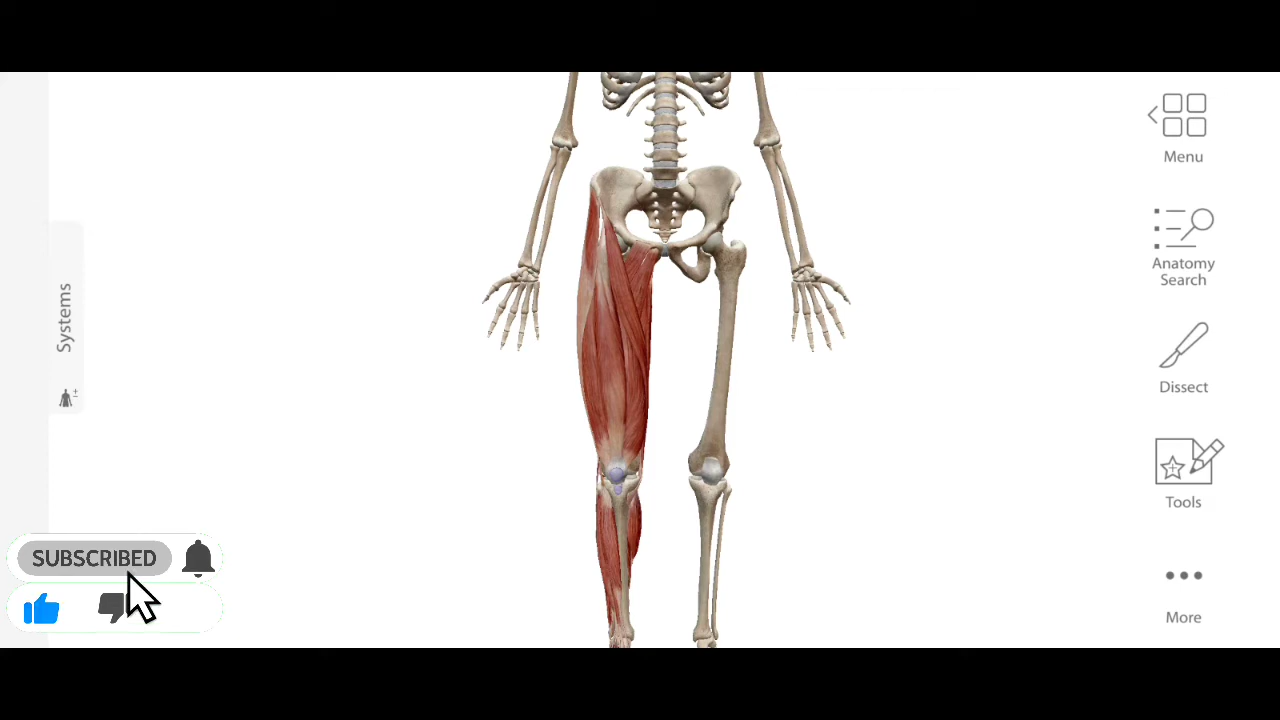 Menu
Anatomy
Search
Systems
Dissect
Tools
SUBSCRIBED
More